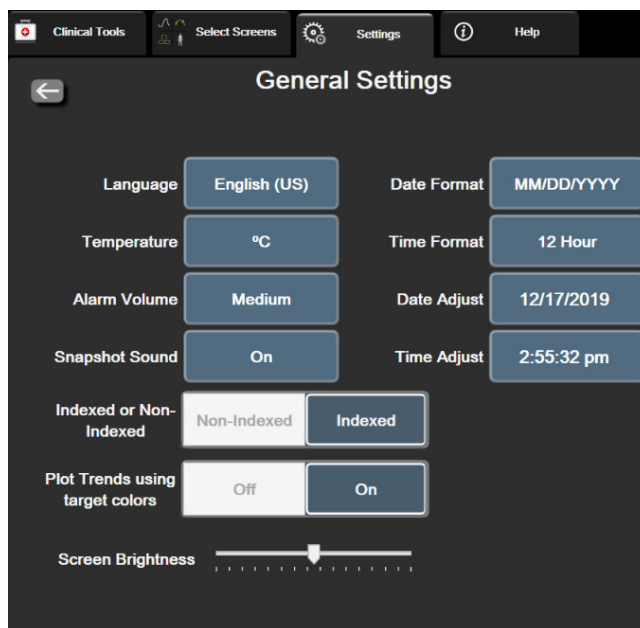 Clinical Tools
Select Screens
Settings
Help
General Settings
Language
English (US)
Date Format
MM/DD/YYYY
Temperature
ºC
Time Format
12 Hour
Alarm Volume
Medium
Date Adjust
12/17/2019
Snapshot Sound
On
Time Adjust
2:55:32 pm
Indexed or Non-
Indexed
Non-Indexed
Indexed
Plot Trends using
target colors
Off
On
Screen Brightness